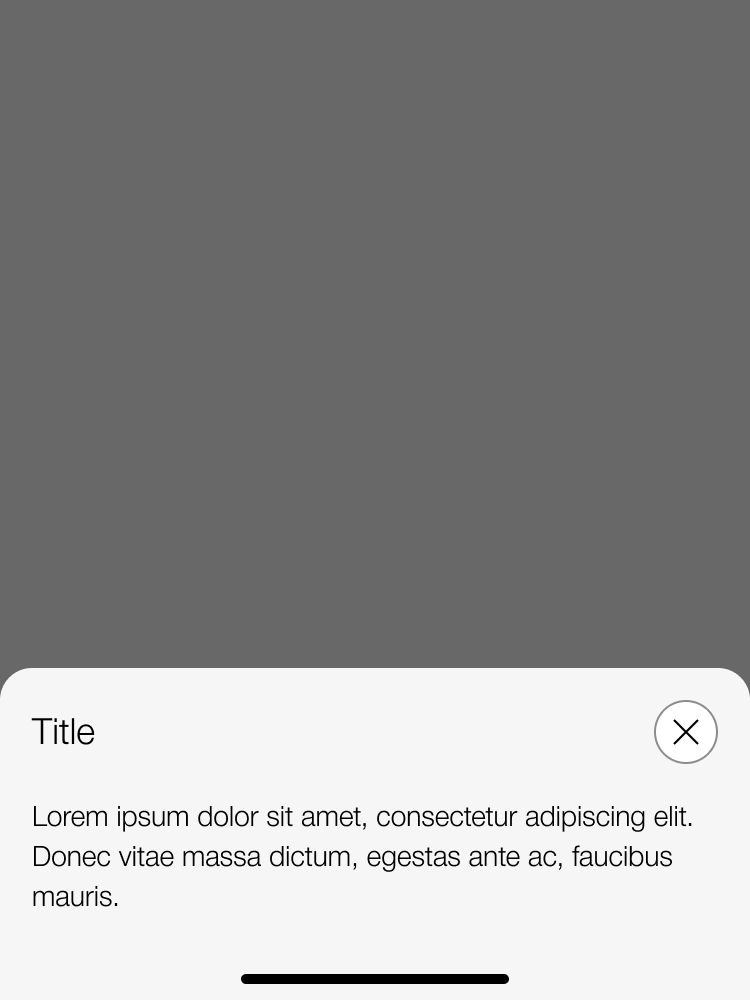 Title
Lorem ipsum dolor sit amet, consectetur adipiscing elit.
Donec vitae massa dictum, egestas ante ac, faucibus
mauris.